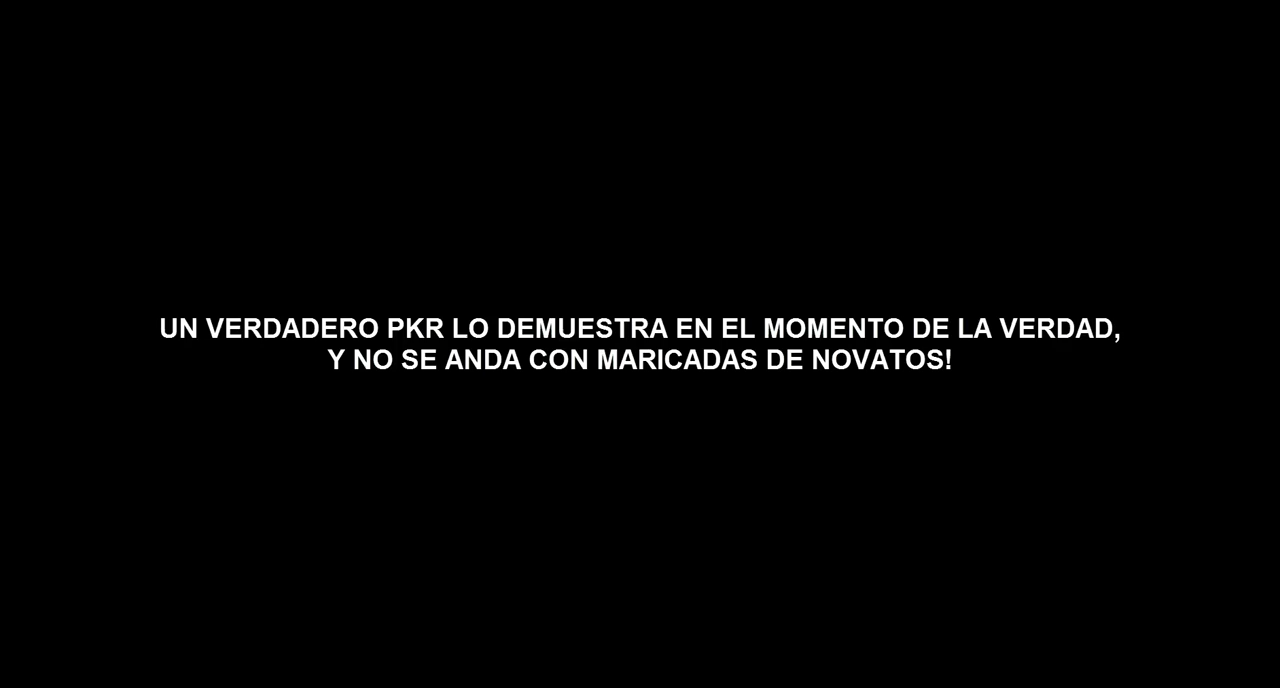 UN VERDADERO PKR LO DEMUESTRA EN EL MOMENTO DE LA VERDAD,
Y NO SE ANDA CON MARICADAS DE NOVATOS!